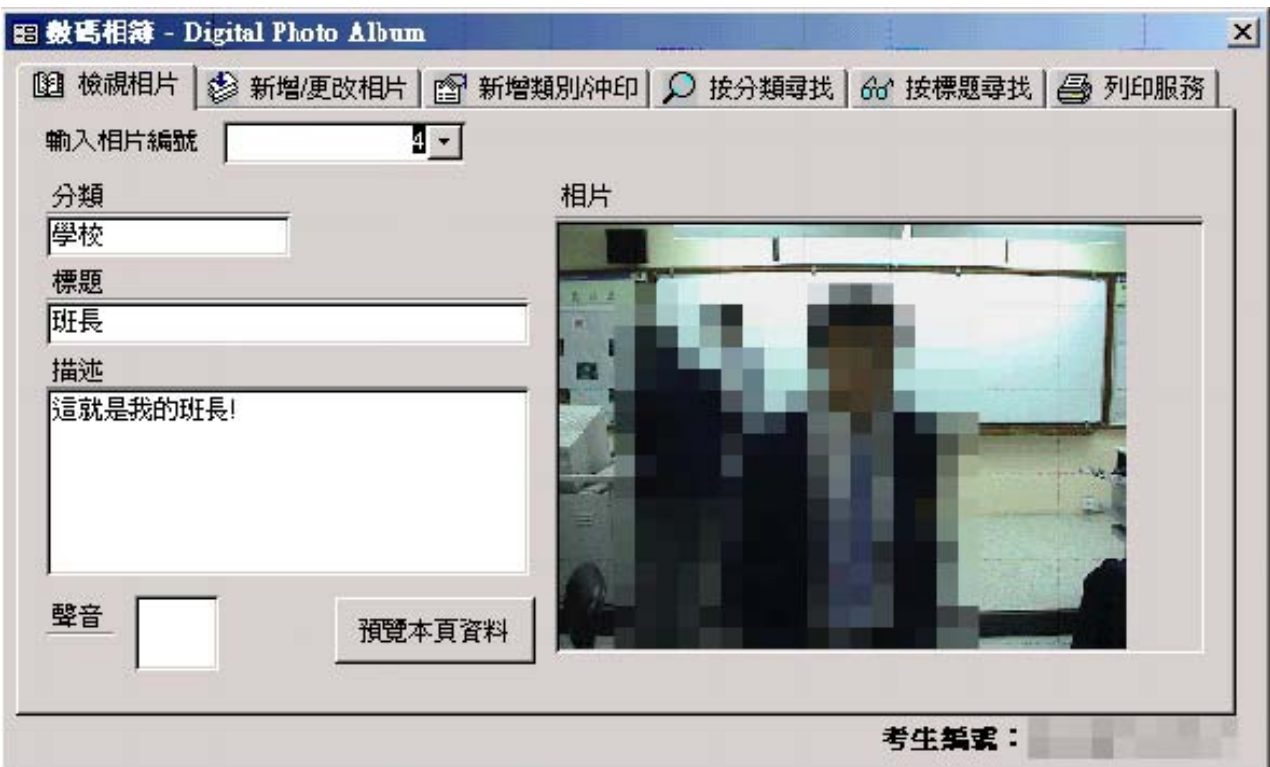 數碼相簿 - Digital Photo Album
檢視相片 新增/更改相片 新增類別/沖印 按分類尋找 按標題尋找 列印服務
輸入相片編號 4
分類
學校
標題
班長
描述
這就是我的班長!
聲音
預覽本頁資料
相片
考生編號：